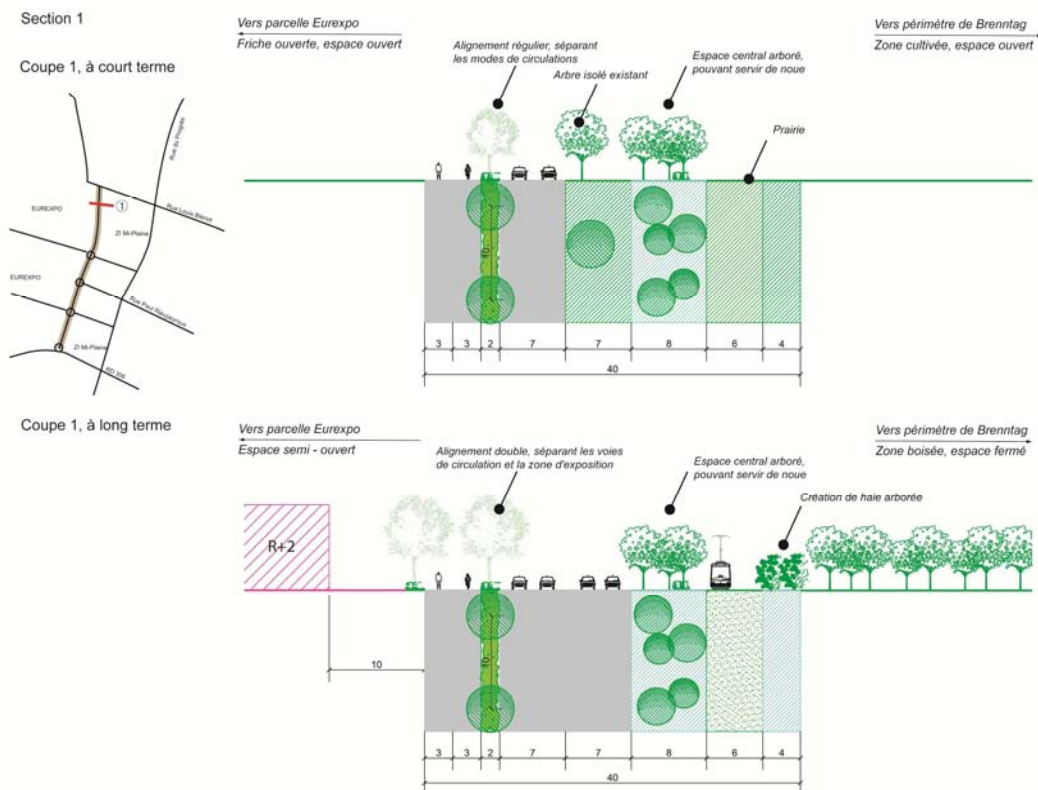 Section 1
Coupe 1, à court terme
Rue du Progrès
EUREXPO
1
Rue Louis Blériot
ZI Mi-Plaine
EUREXPO
ZI Mi-Plaine
RD 306
Vers parcelle Eurexpo
Friche ouverte, espace ouvert
Alignement régulier, séparant
les modes de circulations
Arbre isolé existant
Espace central arboré,
pouvant servir de noue
Vers périmètre de Brenntag
Zone cultivée, espace ouvert
Prairie
10
3 3 2 7 7 8 6 4
40
Coupe 1, à long terme
Vers parcelle Eurexpo
Espace semi - ouvert
Alignement double, séparant les voies
de circulation et la zone d'exposition
Espace central arboré,
pouvant servir de noue
Vers périmètre de Brenntag
Zone boisée, espace fermé
Création de haie arborée
R+2
10
10
3 3 2 7 7 8 6 4
40